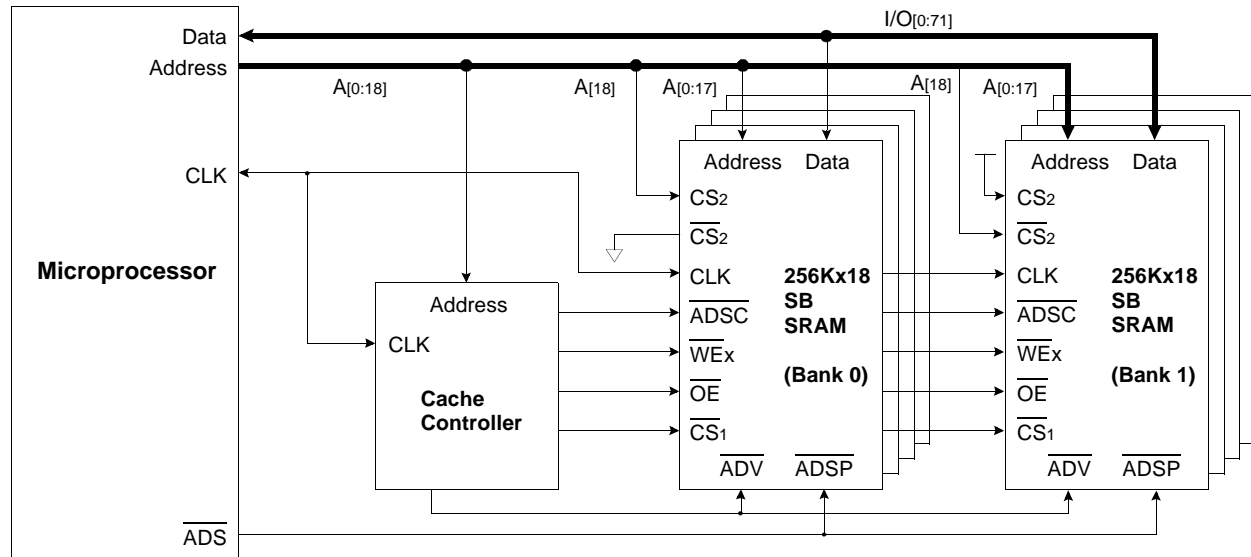 I/O[0:71]
Data
Address
A[0:18]
A[18]
A[0:17]
A[18]
A[0:17]
CLK
Microprocessor
ADS
Address
CLK
Cache
Controller
Address Data
CS2
CS2
CLK
ADSC
WEx
OE
CS1
ADV ADSP
256Kx18
SB
SRAM
(Bank 0)
Address Data
CS2
CS2
CLK
ADSC
WEx
OE
CS1
ADV ADSP
256Kx18
SB
SRAM
(Bank 1)